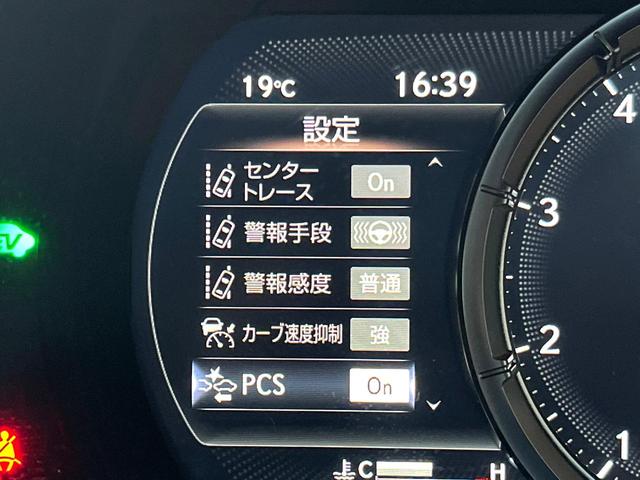 19℃
16:39
設定
センター
トレース
On
警報手段
警報感度
普通
カーブ速度抑制
強
PCS
On
C
H
EV
4
3
2
1